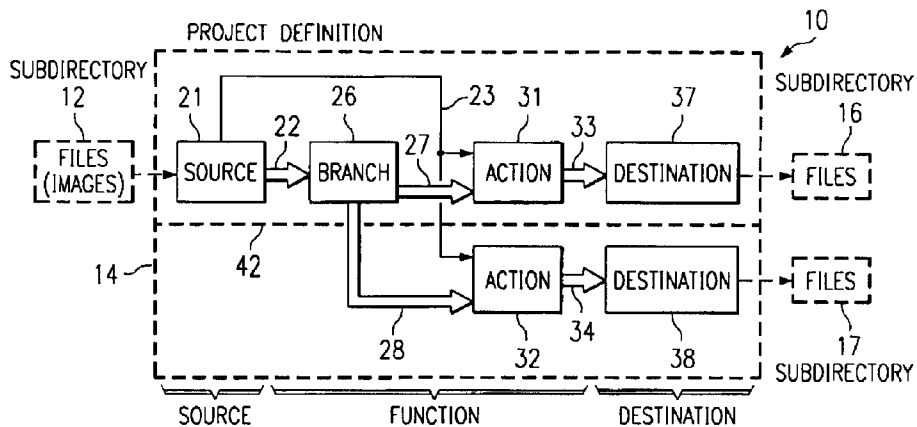 10
PROJECT DEFINITION
SUBDIRECTORY
12
21
22
26
23
27
31
33
37
SUBDIRECTORY
16
FILES
(IMAGES)
SOURCE
BRANCH
ACTION
DESTINATION
FILES
14
42
ACTION
DESTINATION
FILES
28
32
34
38
17
SUBDIRECTORY
SOURCE
FUNCTION
DESTINATION